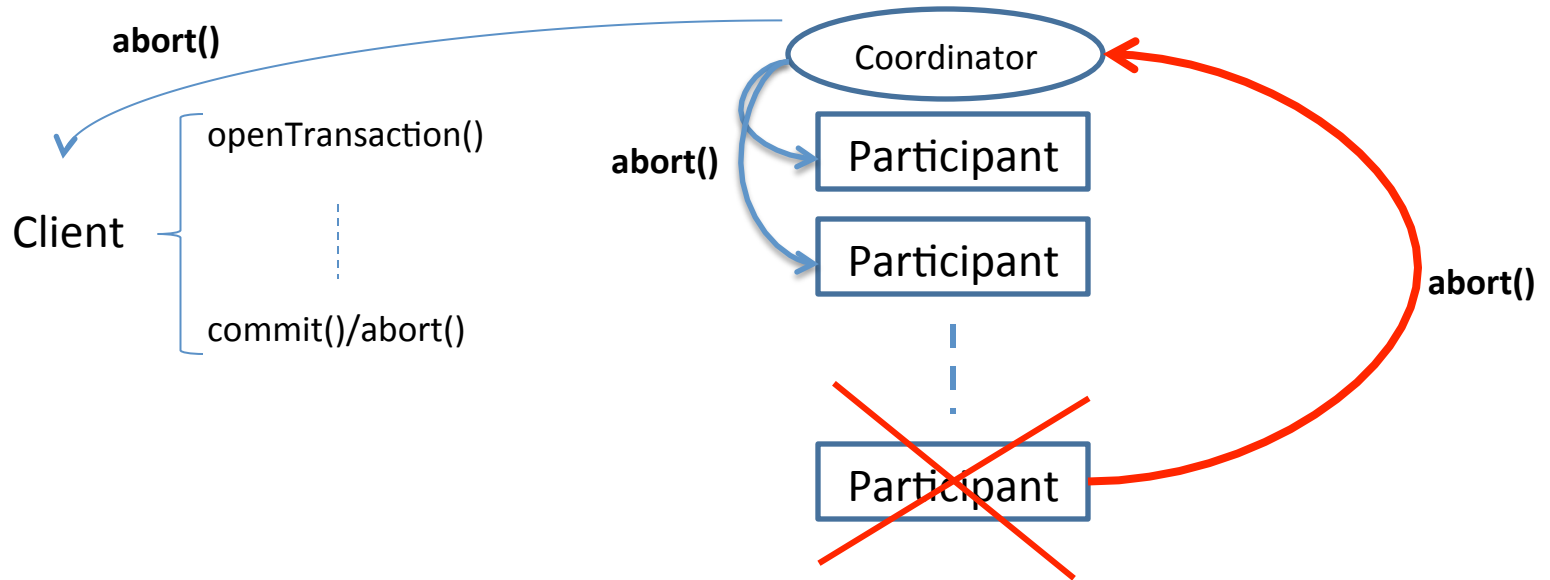 abort()
Coordinator
openTransaction()
Participant
abort()
Client
Participant
abort()
commit()/abort()
Participant